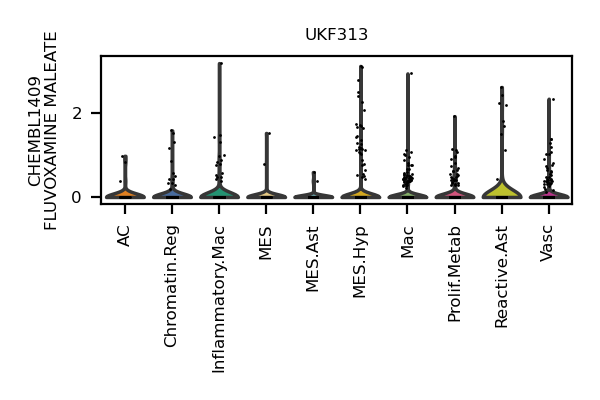 UKF313
CHEMBL1409
FLUVOXAMINE MALEATE
2
0
AC
Chromatin.Reg
Inflammatory.Mac
MES
MES.Ast
MES.Hyp
Mac
Prolif.Metab
Reactive.Ast
Vasc